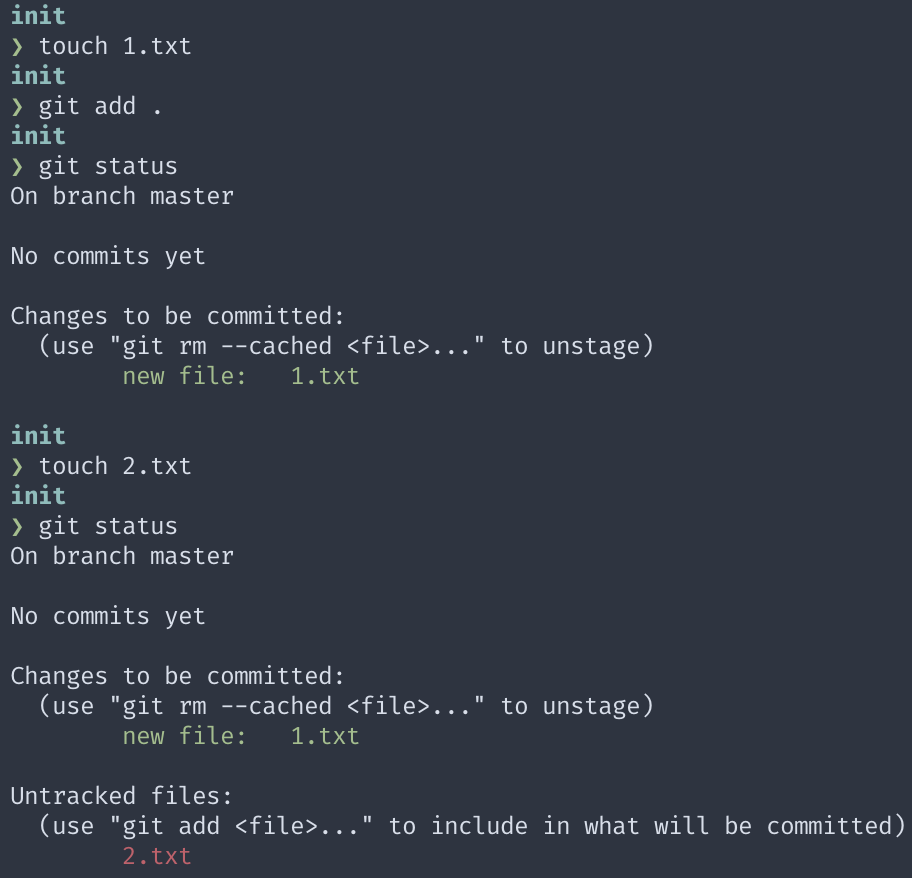 init
❯ touch 1.txt
init
❯ git add .
init
❯ git status
On branch master

No commits yet

Changes to be committed:
  (use "git rm --cached <file>..." to unstage)
        new file:   1.txt

init
❯ touch 2.txt
init
❯ git status
On branch master

No commits yet

Changes to be committed:
  (use "git rm --cached <file>..." to unstage)
        new file:   1.txt

Untracked files:
  (use "git add <file>..." to include in what will be committed)
        2.txt